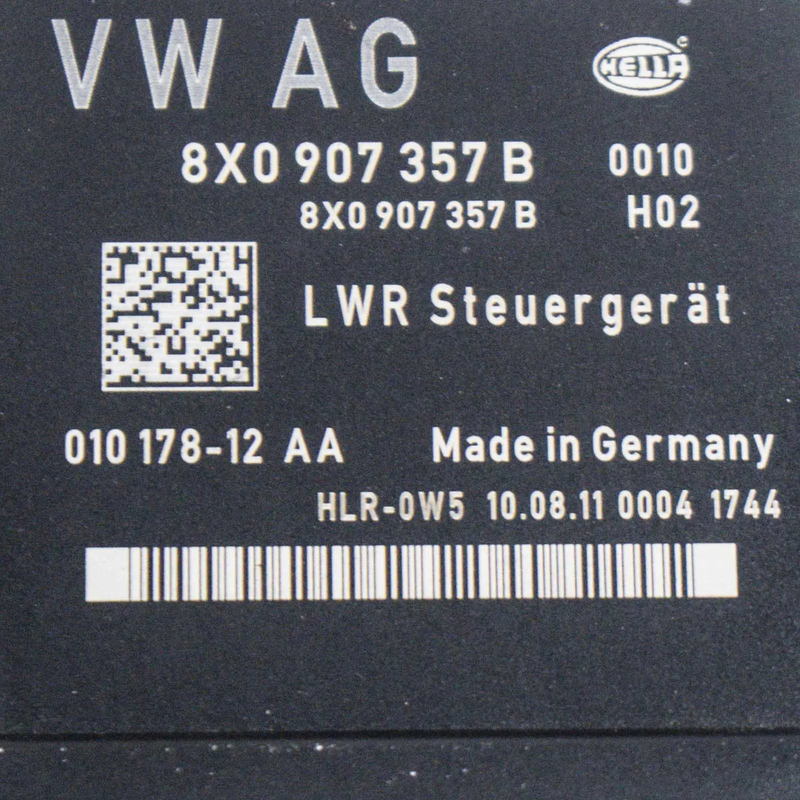 VW AG
HELLA
8X0 907 357 B 0010
8X0 907 357 B H02
LWR Steuergerät
010 178-12 AA Made in Germany
HLR-0W5 10.08.11 0004 1744